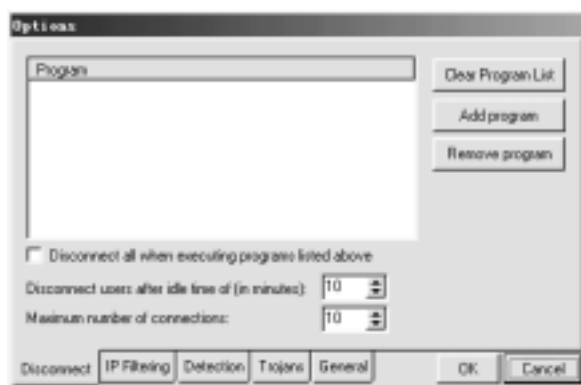 Options
Program
Clear Program List
Add program
Remove program
Disconnect all when executing programs listed above
Disconnect users after idle time of (in minutes): 10
Maximum number of connections: 10
Disconnect IP Filtering Detection Trojans General OK Cancel